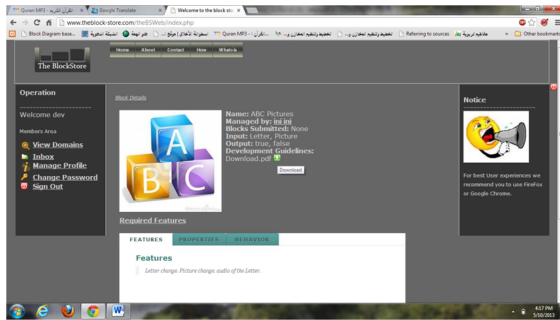 Quran MP3 - القرآن الكريم
Google Translate
Welcome to the block sto
www.theblock-store.com/theBSWeb/index.php
Block Diagram base...
Quran MP3
Referring to sources
Other bookmarks
The BlockStore
Home About Contact How Whatsis
Operation
Welcome dev
Members Area
View Domains
Inbox
Manage Profile
Change Password
Sign Out
Block Details
Name: ABC Pictures
Managed by: ini ini
Blocks Submitted: None
Input: Letter, Picture
Output: true, false
Development Guidelines:
Download.pdf
Download
Required Features
FEATURES PROPERTIES BEHAVIOR
Features
Letter change. Picture change. audio of the Letter.
A
B
C
Notice
For best User experiences we
recommend you to use FireFox
or Google Chrome.
4:17 PM
5/10/2013